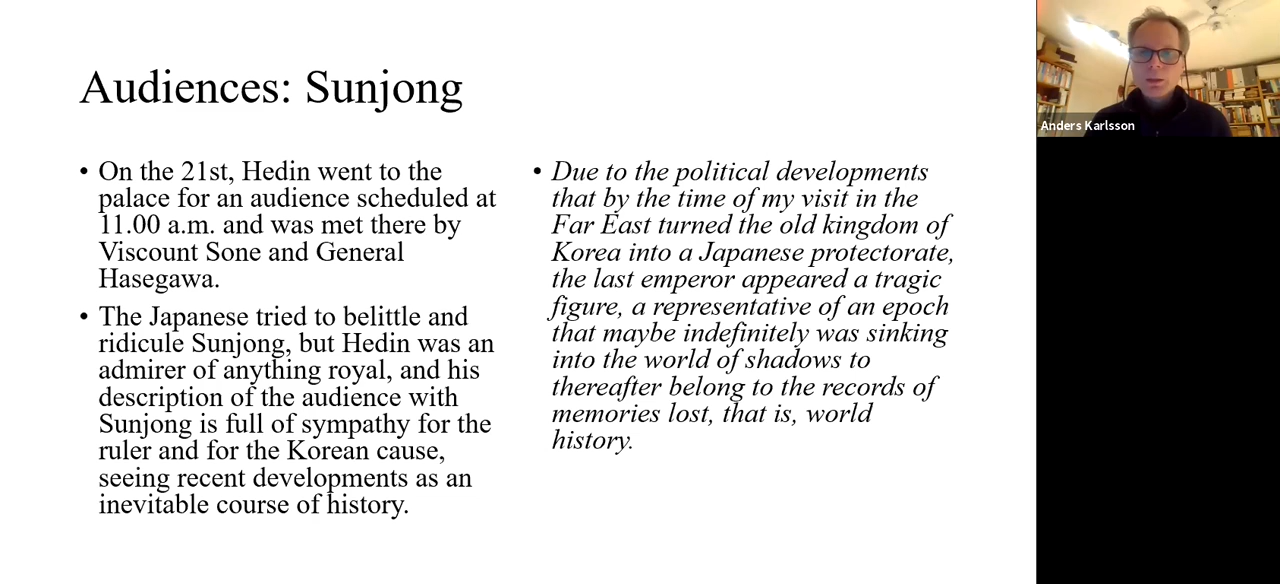 Audiences: Sunjong
• On the 21st, Hedin went to the
palace for an audience scheduled at
11.00 a.m. and was met there by
Viscount Sone and General
Hasegawa.
• The Japanese tried to belittle and
ridicule Sunjong, but Hedin was an
admirer of anything royal, and his
description of the audience with
Sunjong is full of sympathy for the
ruler and for the Korean cause,
seeing recent developments as an
inevitable course of history.
• Due to the political developments
that by the time of my visit in the
Far East turned the old kingdom of
Korea into a Japanese protectorate,
the last emperor appeared a tragic
figure, a representative of an epoch
that maybe indefinitely was sinking
into the world of shadows to
thereafter belong to the records of
memories lost, that is, world
history.
Anders Karlsson